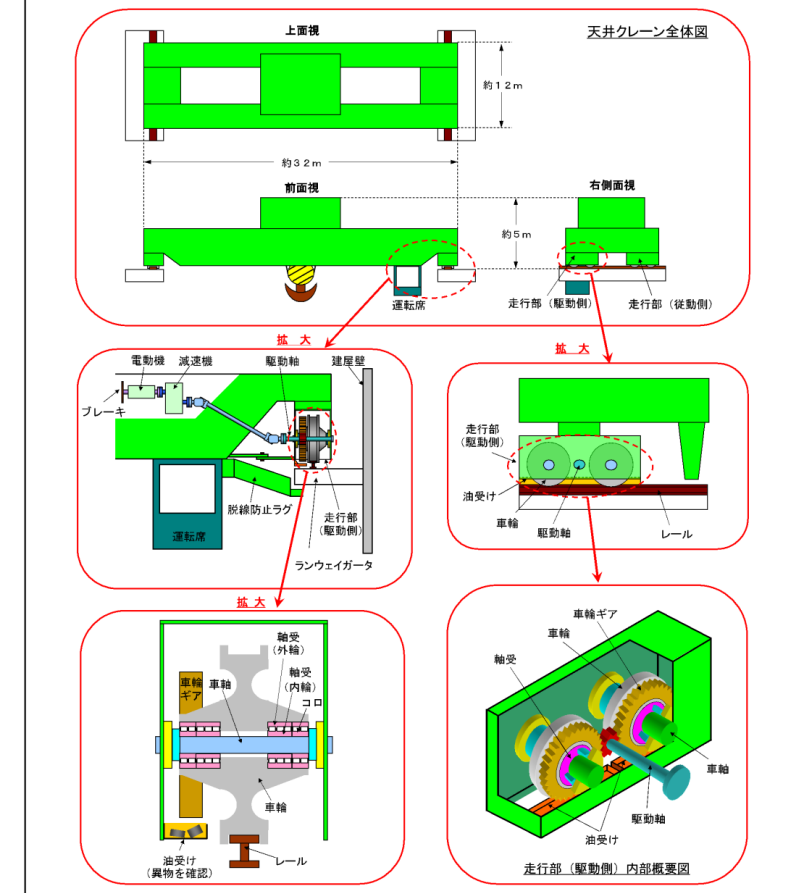 上面視
天井クレーン全体図
約12m
約32m
前面視
右側面視
約5m
運転席
走行部(駆動側)
走行部(従動側)
拡 大
拡 大
電動機
減速機
駆動軸
建屋壁
ブレーキ
脱線防止ラグ
走行部
(駆動側)
運転席
ランウェイガータ
走行部
(駆動側)
油受け
車輪
駆動軸
レール
拡 大
軸受
(外輪)
軸受
(内輪)
コロ
車輪
ギア
車軸
車輪
油受け
(異物を確認)
レール
車輪ギア
車輪
軸受
車軸
駆動軸
油受け
走行部(駆動側)内部概要図